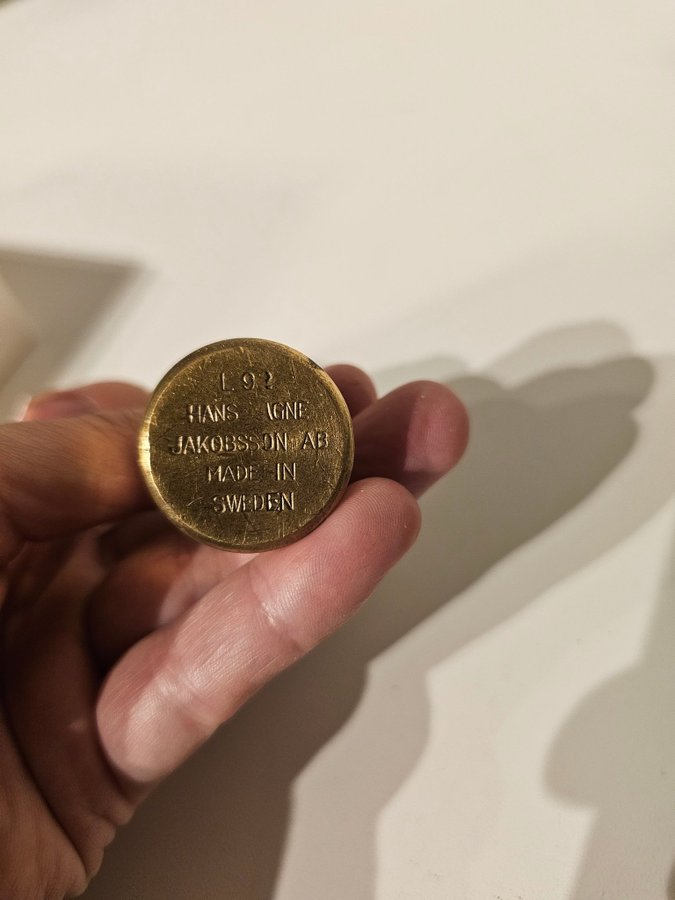 L 92
HANS AGNE
JAKOBSSON AB
MADE IN
SWEDEN